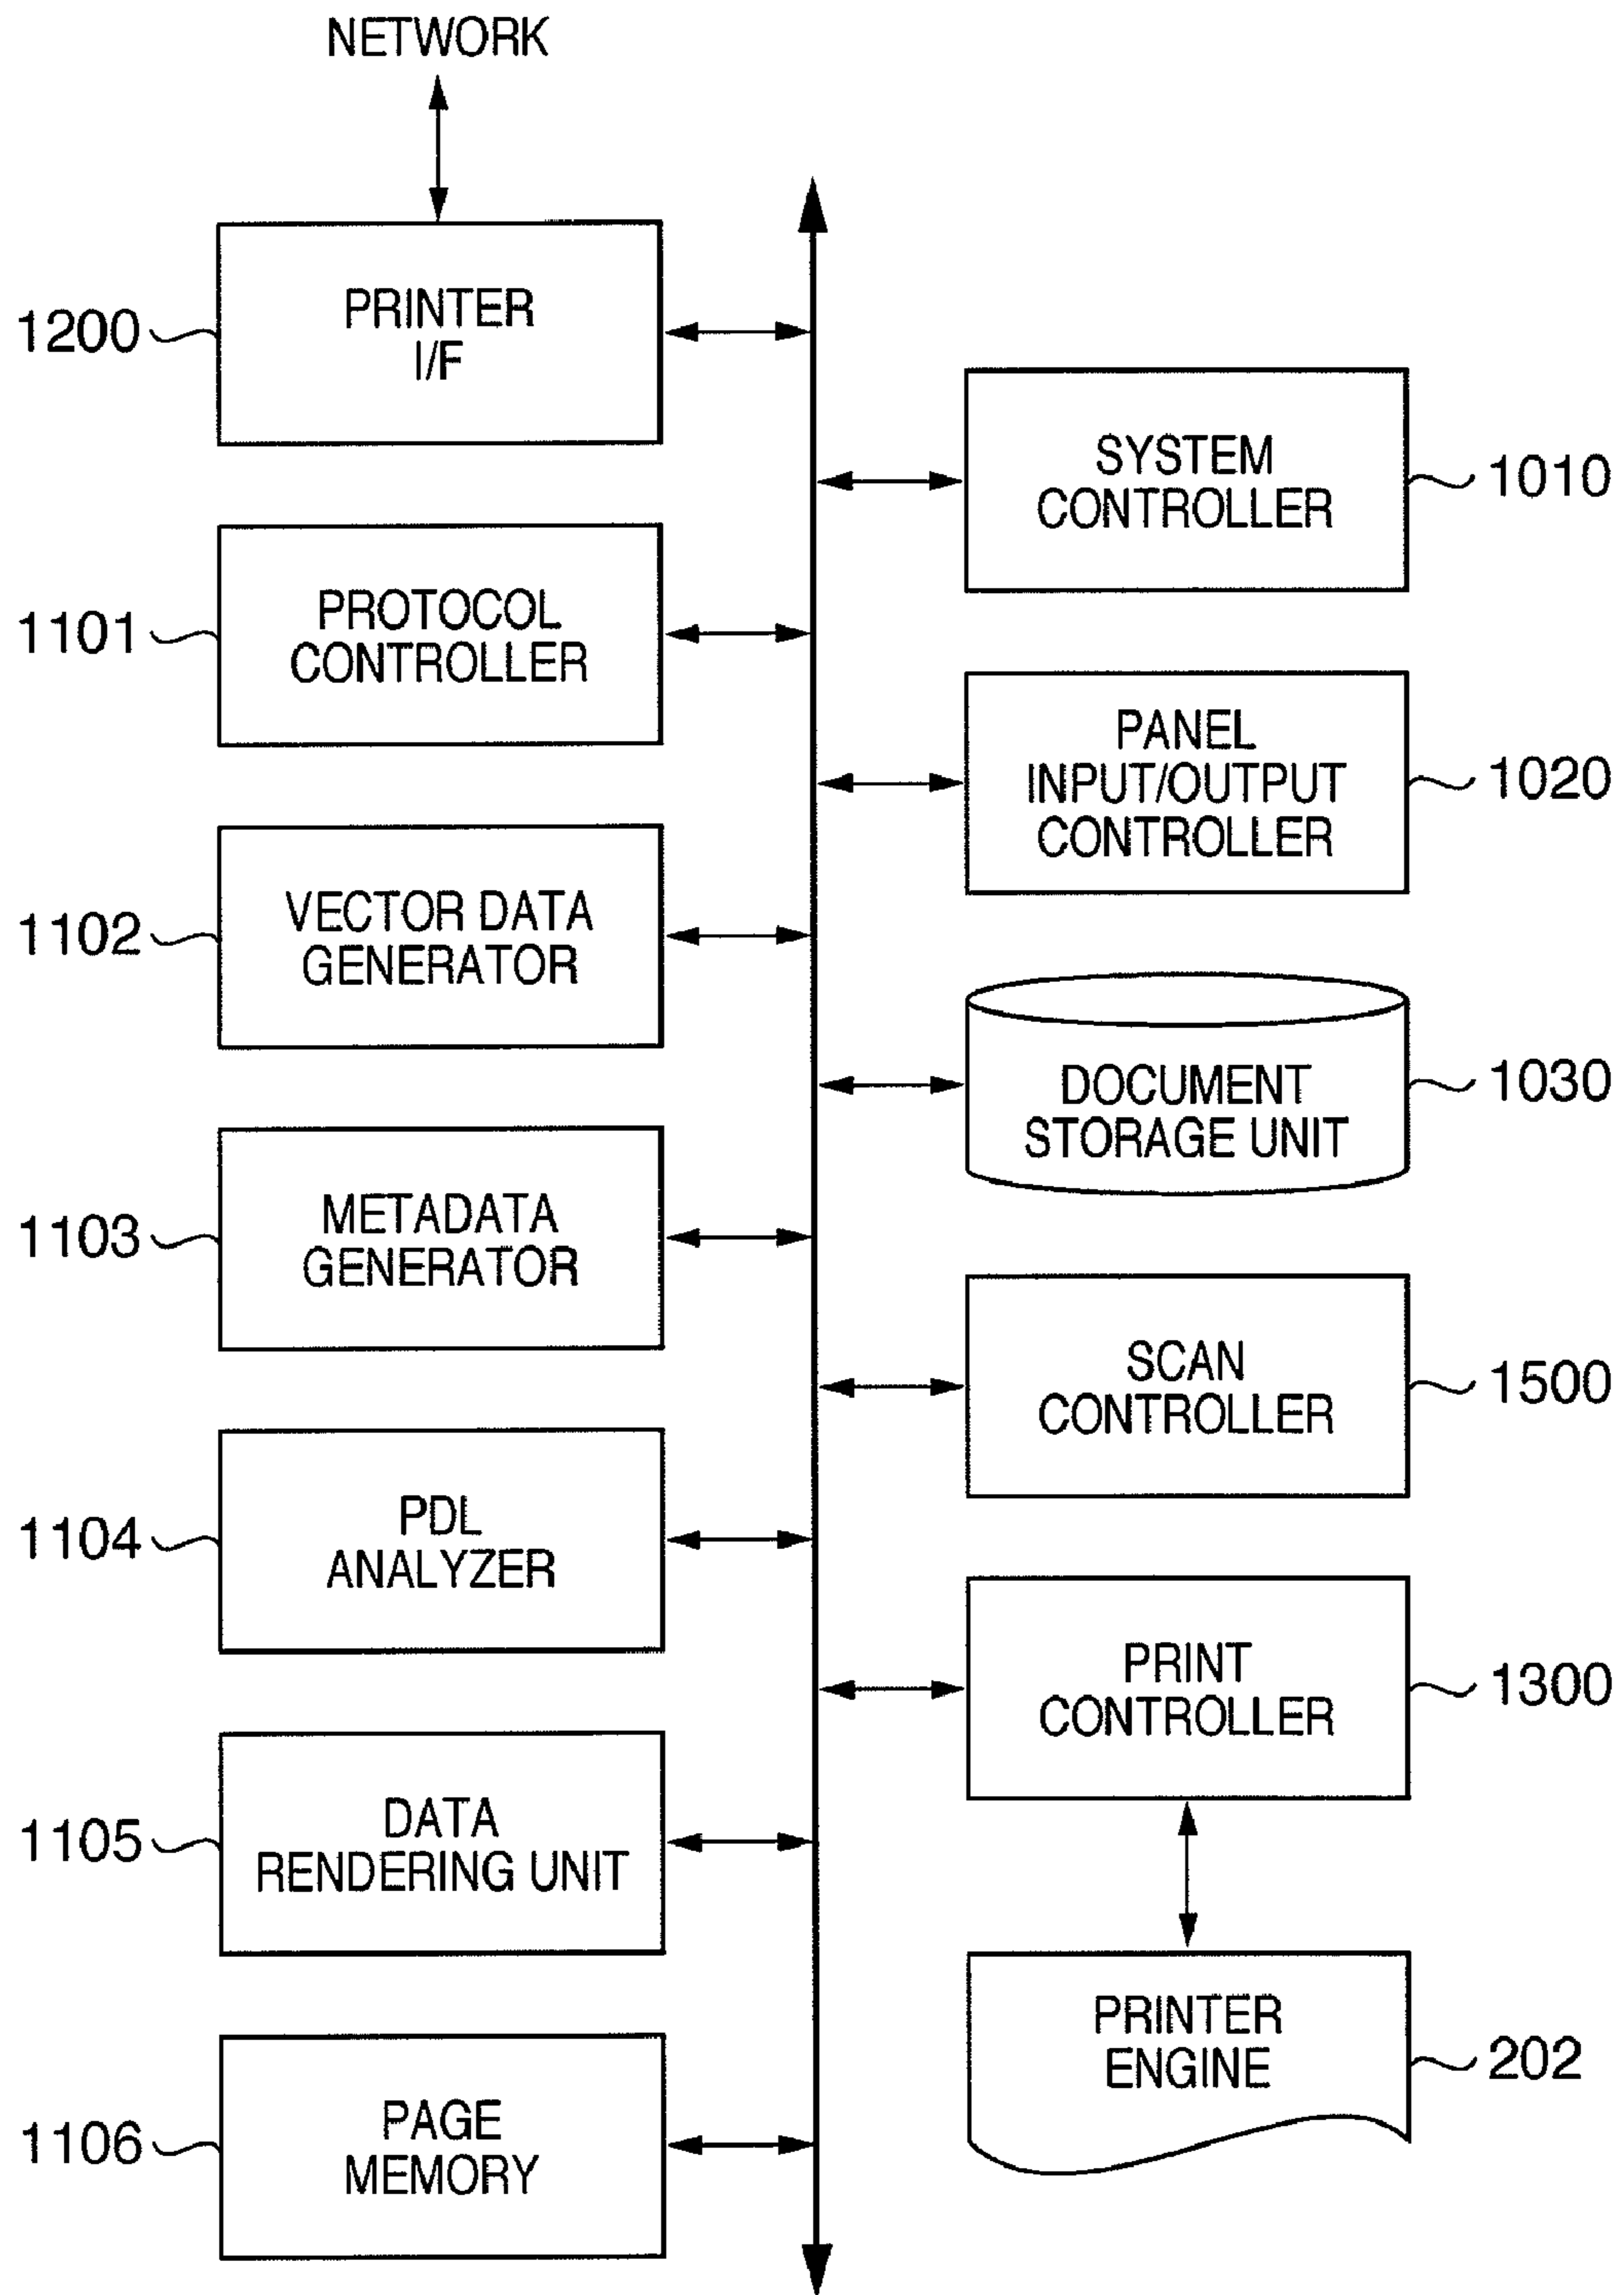 NETWORK
1200
PRINTER
I/F
1101
PROTOCOL
CONTROLLER
1102
VECTOR DATA
GENERATOR
1103
METADATA
GENERATOR
1104
PDL
ANALYZER
1105
DATA
RENDERING UNIT
1106
PAGE
MEMORY
SYSTEM
CONTROLLER
1010
PANEL
INPUT/OUTPUT
CONTROLLER
1020
DOCUMENT
STORAGE UNIT
1030
SCAN
CONTROLLER
1500
PRINT
CONTROLLER
1300
PRINTER
ENGINE
202